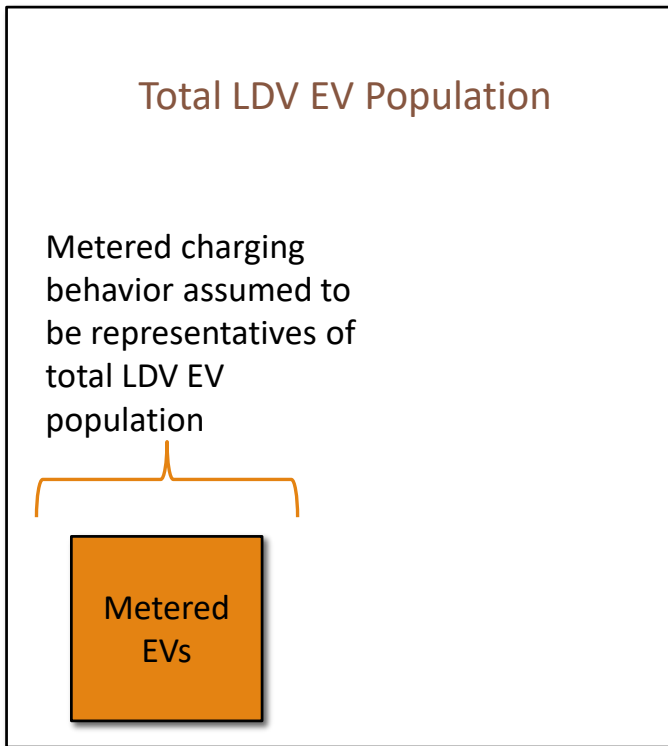 Total LDV EV Population
Metered charging
behavior assumed to
be representatives of
total LDV EV
population
Metered
EVs